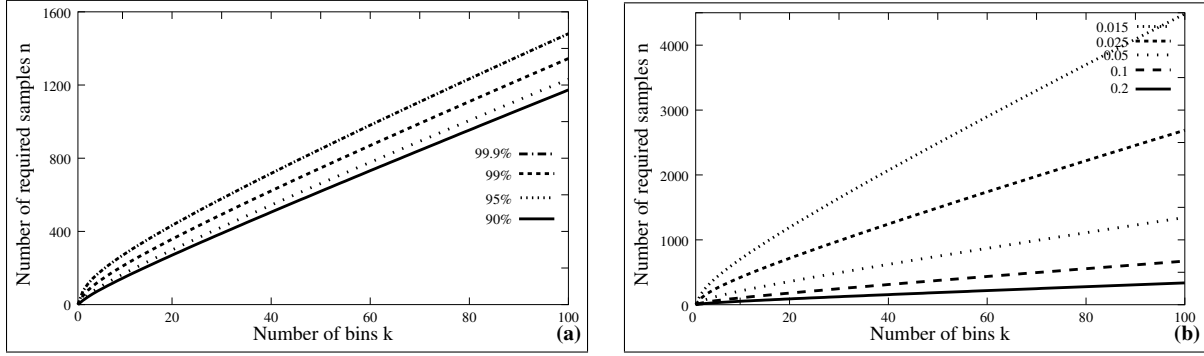 Number of required samples n
1600
1200
800
400
0
99.9%
99%
95%
90%
0 20 40 60 80 100
Number of bins k
(a)
Number of required samples n
4000
3000
2000
1000
0
0.015
0.025
0.05
0.1
0.2
0 20 40 60 80 100
Number of bins k
(b)